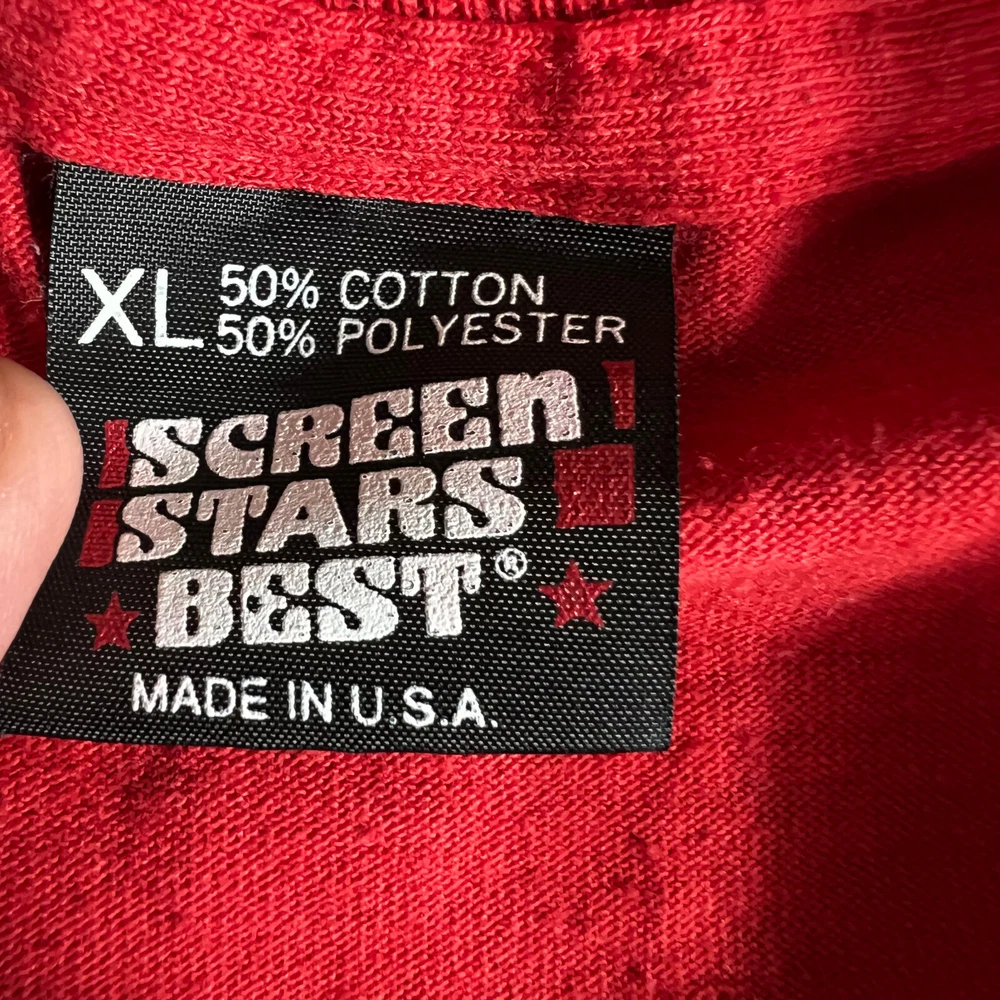 XL 50% COTTON
50% POLYESTER
SCREEN
STARS
BEST®
MADE IN U.S.A.